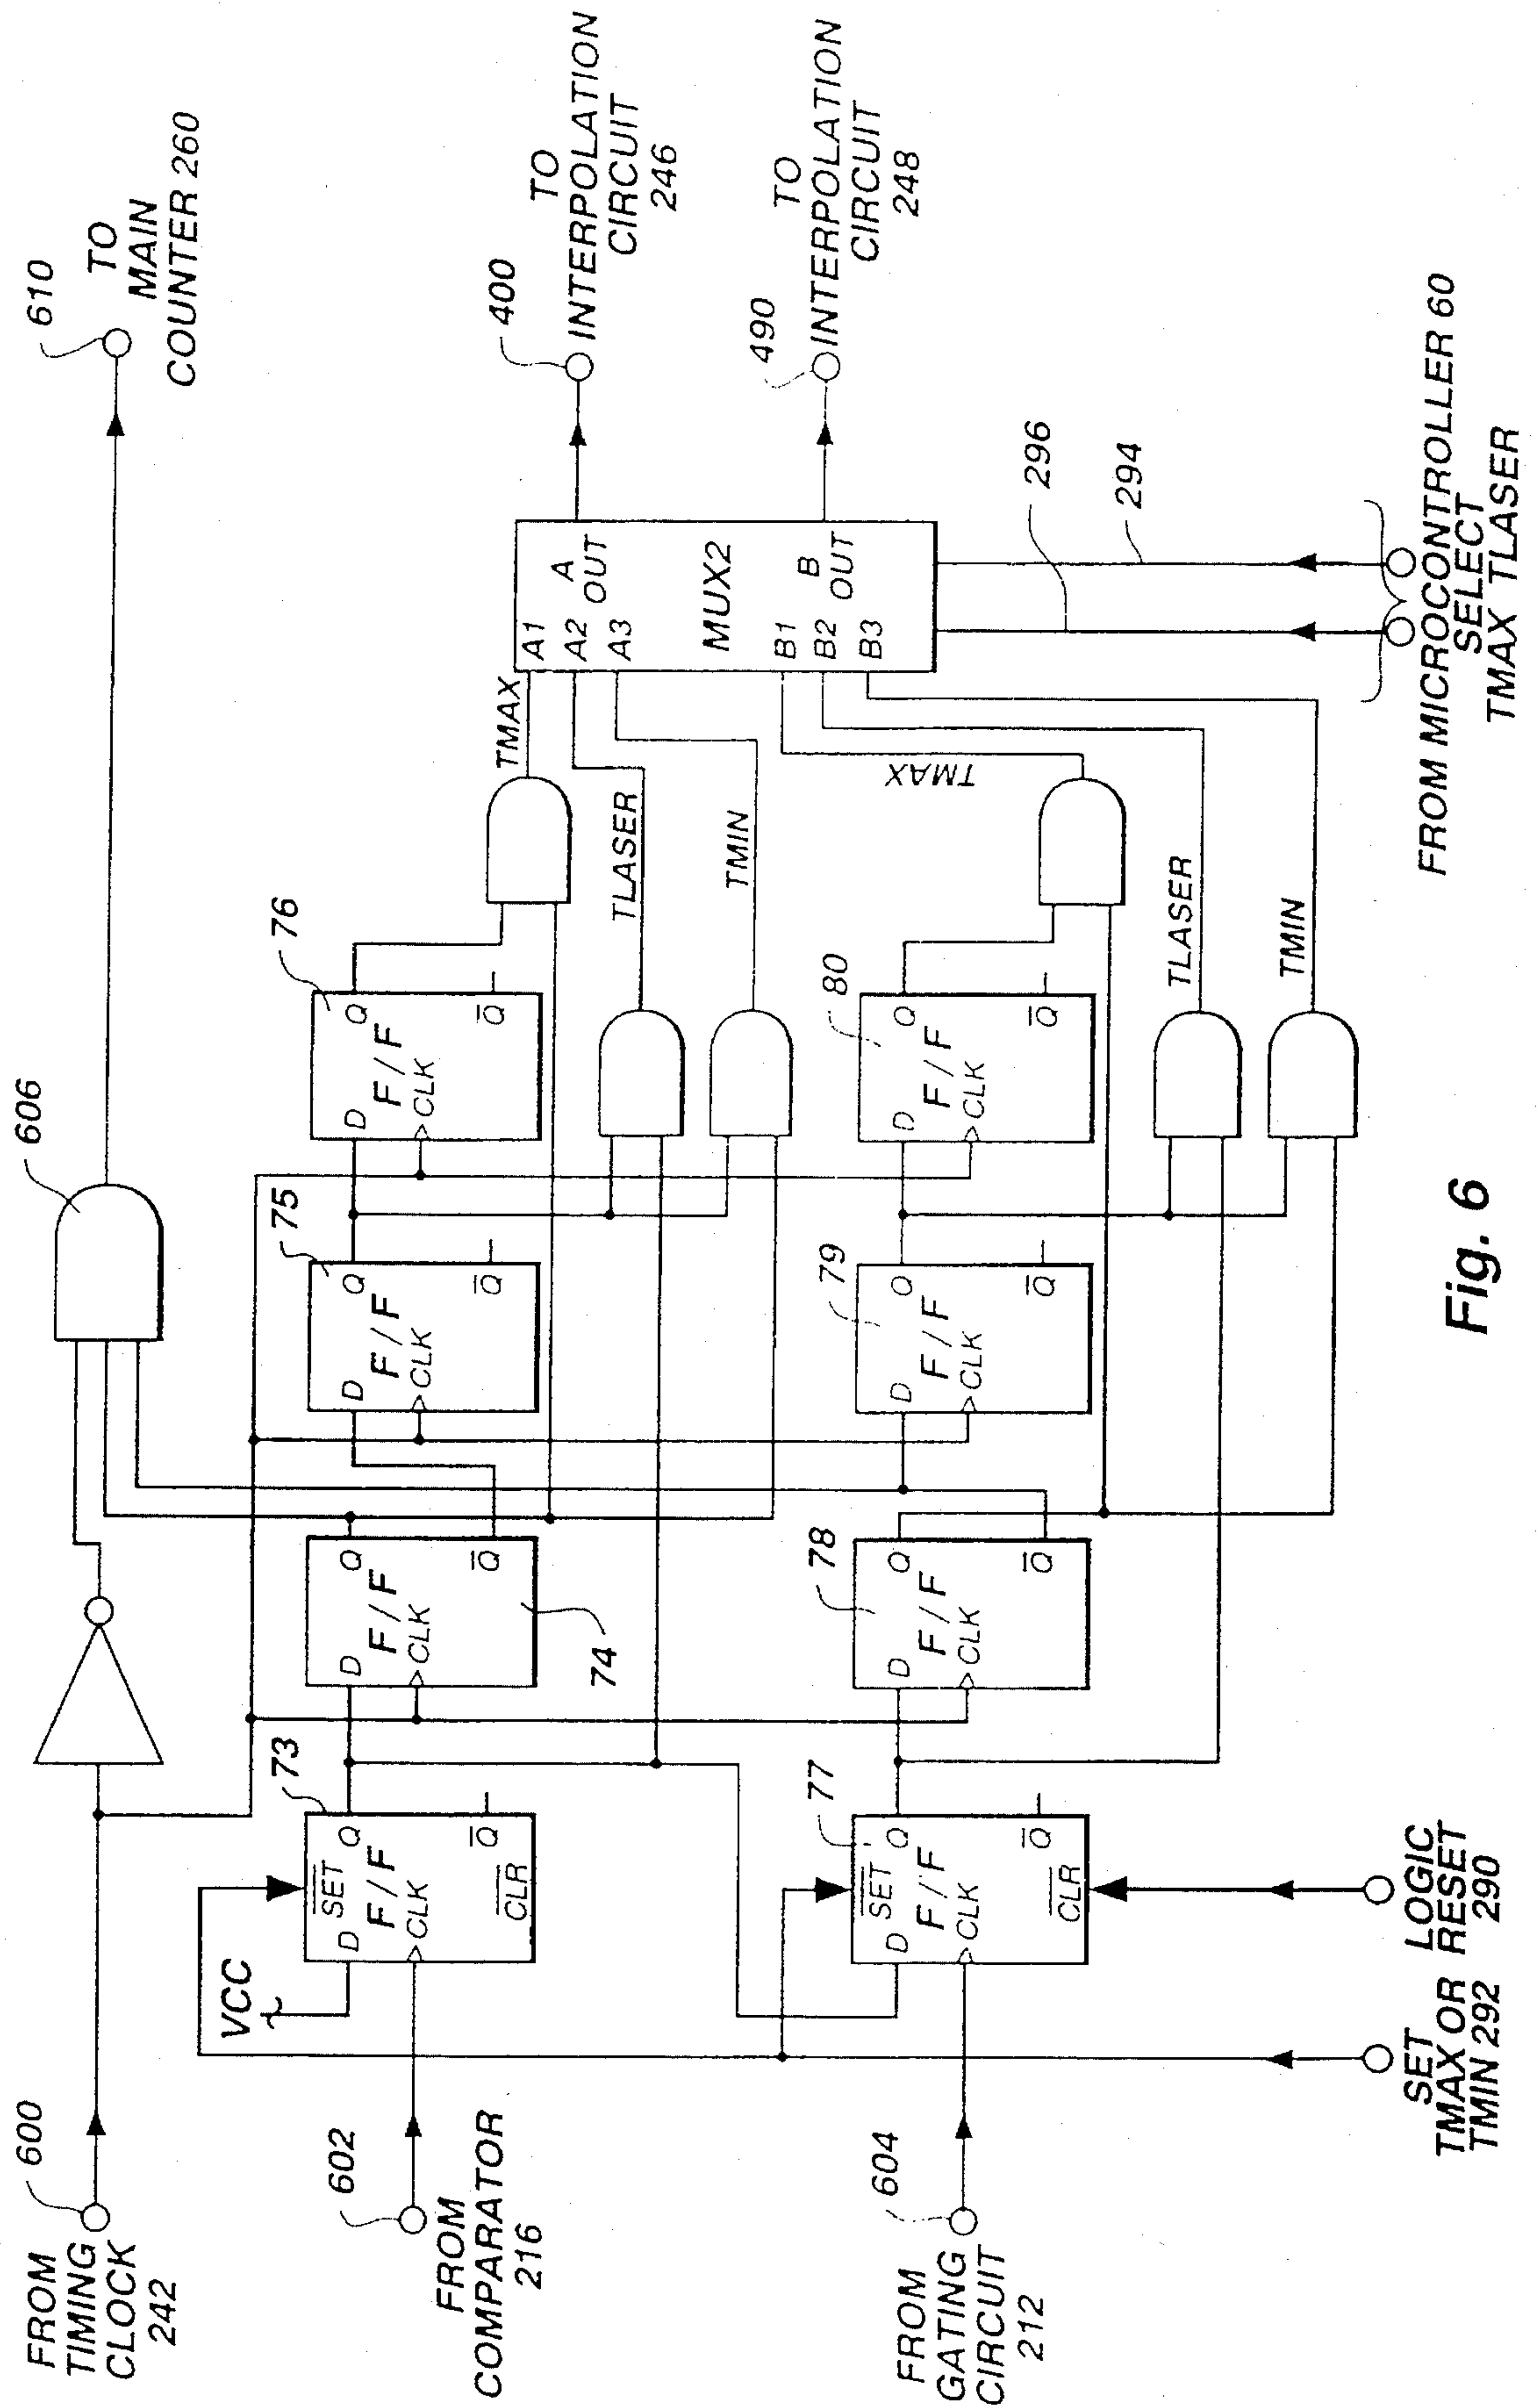 FROM
TIMING
CLOCK
242
600
606
610
TO
MAIN
COUNTER 260
FROM
COMPARATOR
216
602
VCC
73
SET
D
Q
F/F
CLK
Q
CLR
74
D
Q
F/F
CLK
Q
75
D
Q
F/F
CLK
Q
76
D
Q
F/F
CLK
Q
TMAX
TLASER
TMIN
A1
A2
A3
A
OUT
MUX2
B1
B2
B3
B
OUT
400
TO
INTERPOLATION
CIRCUIT
246
490
TO
INTERPOLATION
CIRCUIT
248
FROM
GATING
CIRCUIT
212
604
77
SET
D
Q
F/F
CLK
Q
CLR
78
D
Q
F/F
CLK
Q
79
D
Q
F/F
CLK
Q
80
D
Q
F/F
CLK
Q
TMAX
TLASER
TMIN
296
294
SET
TMAX OR
TMIN 292
LOGIC
RESET
290
FROM MICROCONTROLLER 60
SELECT
TMAX TLASER
Fig. 6